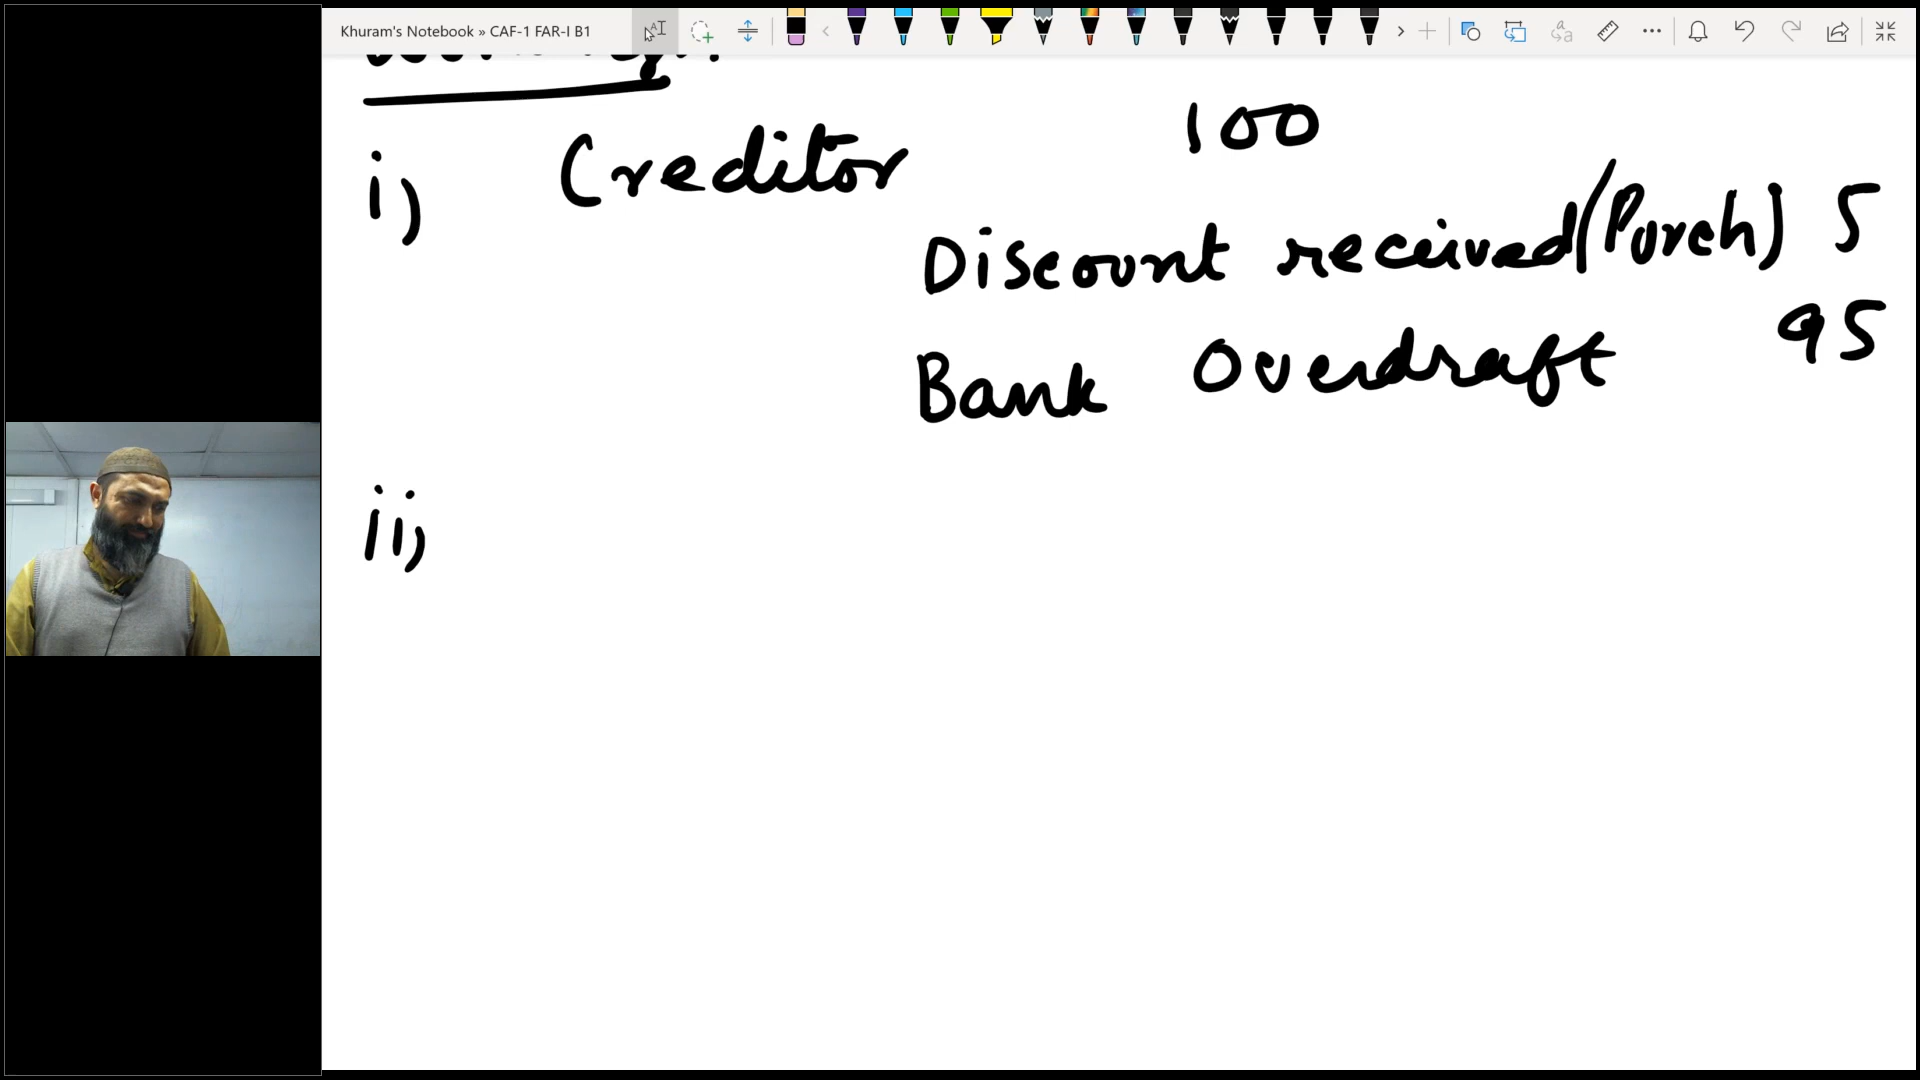 Khuram's Notebook » CAF-1 FAR-I B1
i) Creditor 100
Discount received/(Purch) 5
Bank Overdraft 95
ii)